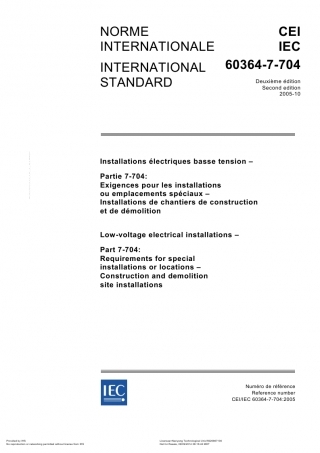 NORME
INTERNATIONALE
INTERNATIONAL
STANDARD
CEI
IEC
60364-7-704
Deuxième édition
Second edition
2005-10
Installations électriques basse tension –
Partie 7-704:
Exigences pour les installations
ou emplacements spéciaux –
Installations de chantiers de construction
et de démolition
Low-voltage electrical installations –
Part 7-704:
Requirements for special
installations or locations –
Construction and demolition
site installations
IEC
Numéro de référence
Reference number
CEI/IEC 60364-7-704:2005